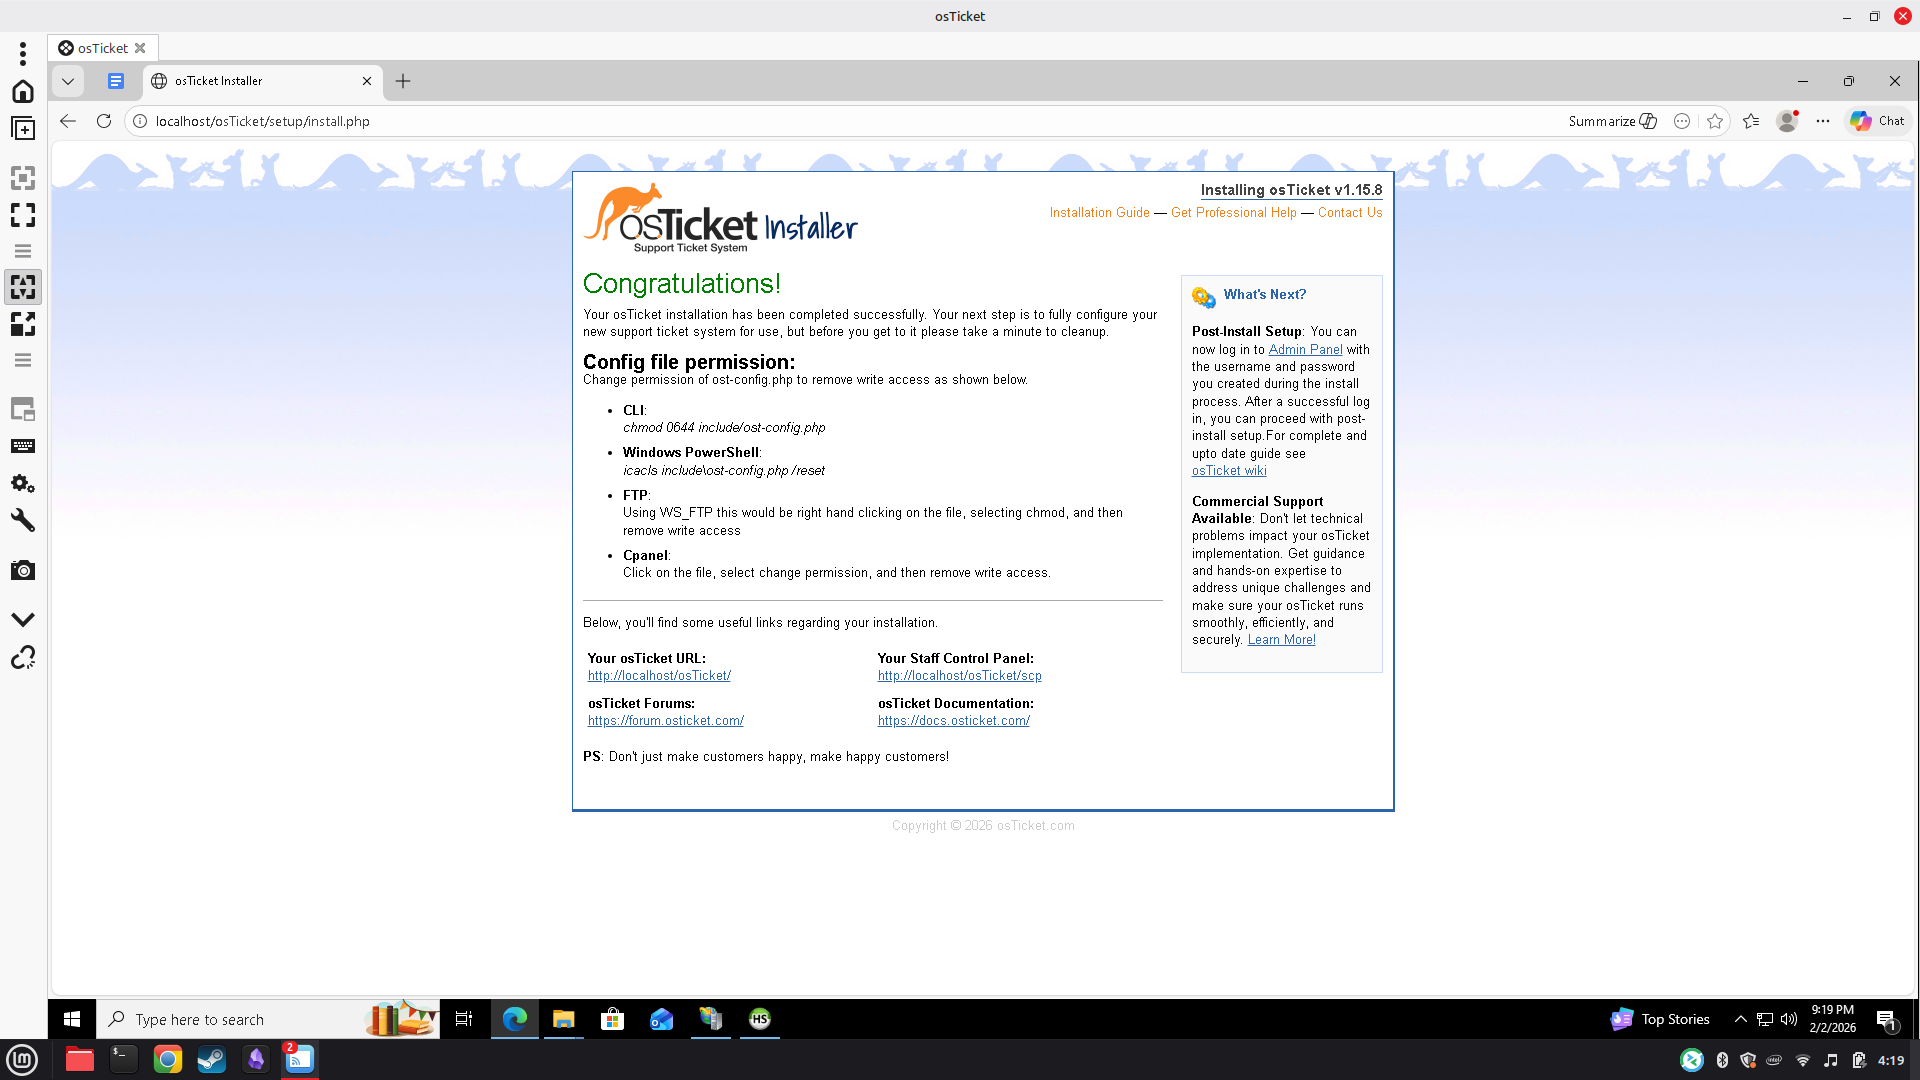 osTicket
osTicket
osTicket Installer
localhost/osTicket/setup/install.php
Summarize
Chat
osTicket Installer
Support Ticket System
Installing osTicket v1.15.8
Installation Guide — Get Professional Help — Contact Us
Congratulations!
Your osTicket installation has been completed successfully. Your next step is to fully configure your
new support ticket system for use, but before you get to it please take a minute to cleanup.
Config file permission:
Change permission of ost-config.php to remove write access as shown below.
• CLI:
chmod 0644 include/ost-config.php
• Windows PowerShell:
icacls include\ost-config.php /reset
• FTP:
Using WS_FTP this would be right hand clicking on the file, selecting chmod, and then
remove write access
• Cpanel:
Click on the file, select change permission, and then remove write access.
Below, you'll find some useful links regarding your installation.
Your osTicket URL:
http://localhost/osTicket/
Your Staff Control Panel:
http://localhost/osTicket/scp
osTicket Forums:
https://forum.osticket.com/
osTicket Documentation:
https://docs.osticket.com/
PS: Don't just make customers happy, make happy customers!
What's Next?
Post-Install Setup: You can
now log in to Admin Panel with
the username and password
you created during the install
process. After a successful log
in, you can proceed with post-
install setup.For complete and
upto date guide see
osTicket wiki
Commercial Support
Available: Don't let technical
problems impact your osTicket
implementation. Get guidance
and hands-on expertise to
address unique challenges and
make sure your osTicket runs
smoothly, efficiently, and
securely. Learn More!
Copyright © 2026 osTicket.com
Type here to search
HS
Top Stories
9:19 PM
2/2/2026
1
2
intel
4:19